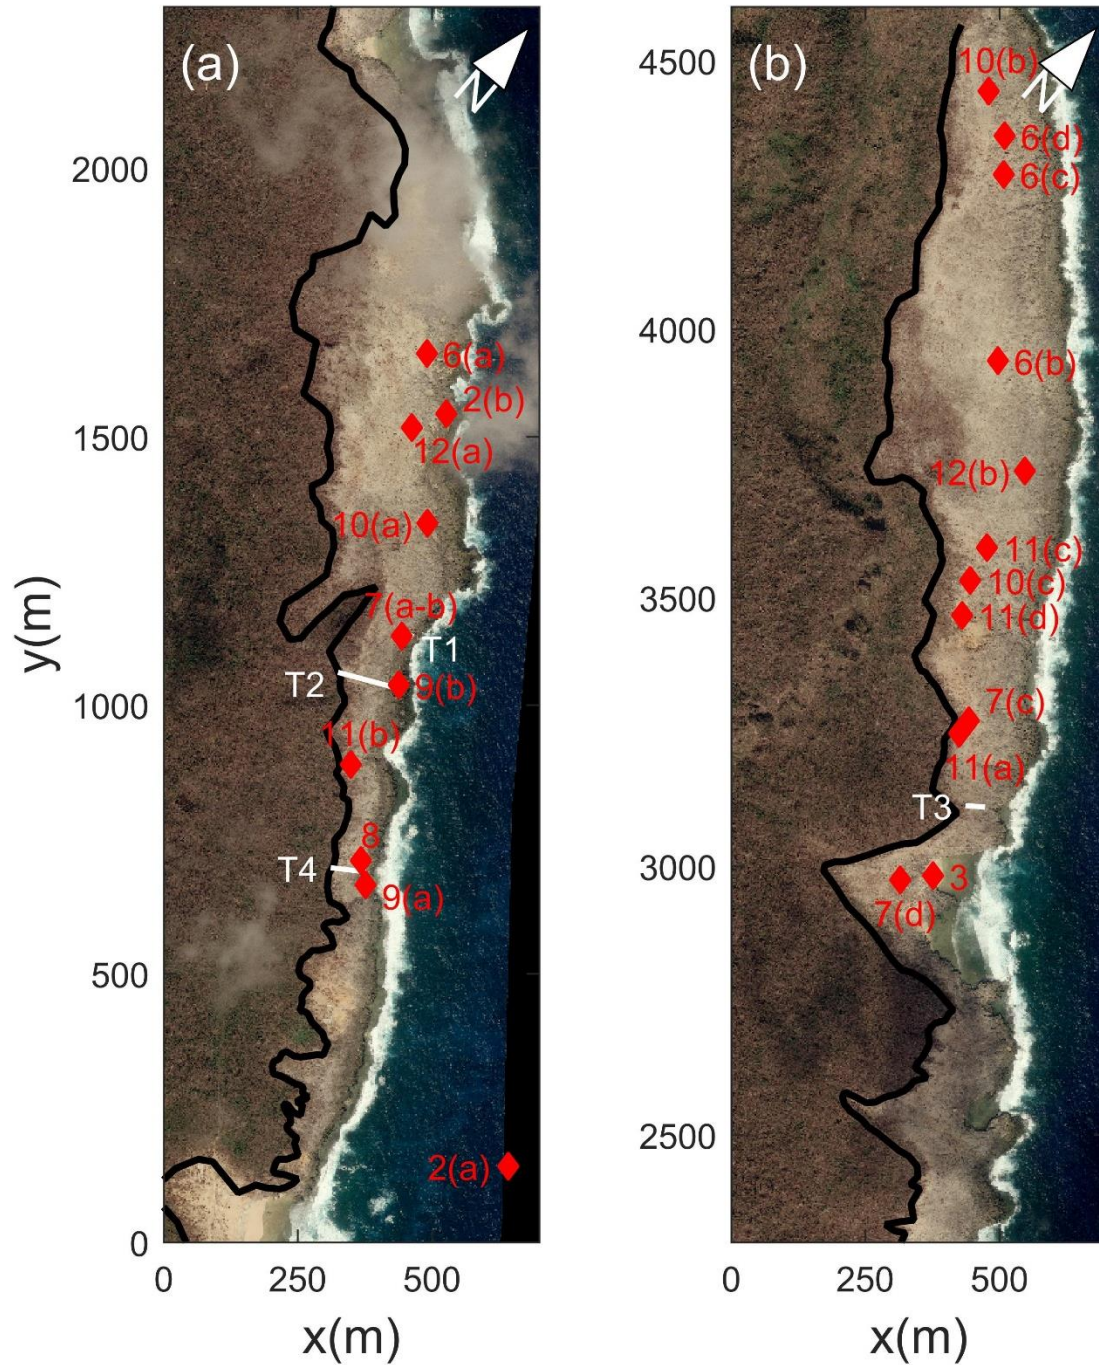 (a)
N
2000
6(a)
2(b)
1500
12(a)
10(a)
7(a-b)
T1
T2
9(b)
1000
11(b)
8
T4
9(a)
500
2(a)
0
0
250
500
x(m)
y(m)
(b)
N
4500
10(b)
6(d)
6(c)
4000
6(b)
12(b)
11(c)
10(c)
3500
11(d)
7(c)
11(a)
T3
3000
3
7(d)
2500
0
250
500
x(m)